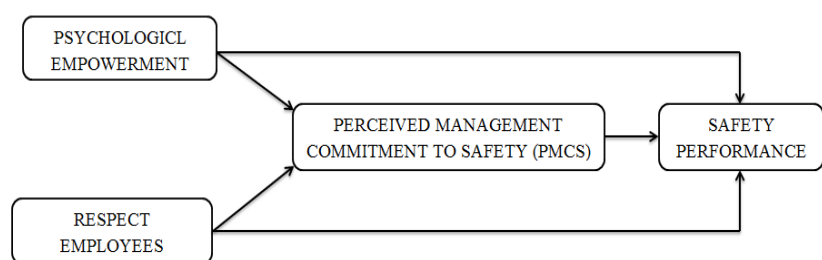 PSYCHOLOGICL
EMPOWERMENT
PERCEIVED MANAGEMENT
COMMITMENT TO SAFETY (PMCS)
SAFETY
PERFORMANCE
RESPECT
EMPLOYEES